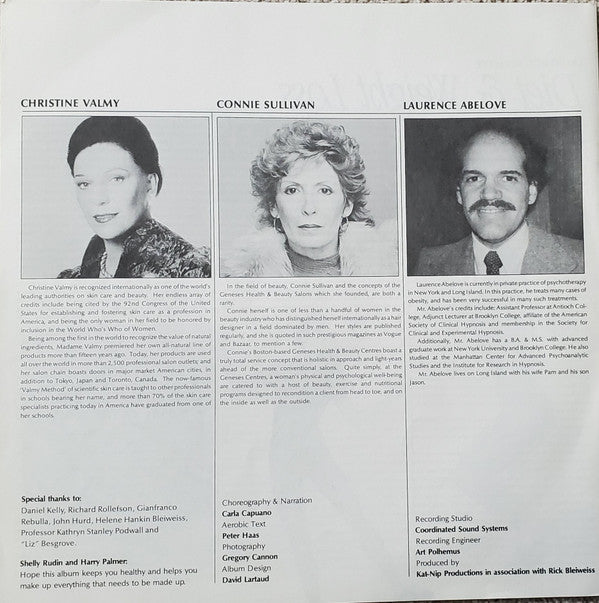 CHRISTINE VALMY
Christine Valmy is recognized internationally as one of the world's
leading authorities on skin care and beauty. Her endless array of
credits include being cited by the 92nd Congress of the United
States for establishing and fostering skin care as a profession in
America, and being the only woman in her field to be honored by
inclusion in the World Who's Who of Women.
Being among the first in the world to recognize the value of natural
ingredients, Madame Valmy premiered her own all-natural line of
products more than fifteen years ago. Today, her products are used
all over the world in more than 2,500 professional salon outlets; and
her salon chain boasts doors in major market American cities, in
addition to Tokyo, Japan and Toronto, Canada. The now-famous
'Valmy Method' of scientific skin care is taught to other professionals
in schools bearing her name, and more than 70% of the skin care
specialists practicing today in America have graduated from one of
her schools.
Special thanks to:
Daniel Kelly, Richard Rollefson, Gianfranco
Rebulla, John Hurd, Helene Hankin Bleiweiss,
Professor Kathryn Stanley Podwall and
"Liz" Besgrove.
Shelly Rudin and Harry Palmer:
Hope this album keeps you healthy and helps you
make up everything that needs to be made up.
CONNIE SULLIVAN
In the field of beauty, Connie Sullivan and the concepts of the
Geneses Health & Beauty Salons which she founded, are both a
rarity.
Connie herself is one of less than a handful of women in the
beauty industry who has distinguished herself internationally as a hair
designer in a field dominated by men. Her styles are published
regularly, and she is quoted in such prestigious magazines as Vogue
and Bazaar, to mention a few.
Connie's Boston-based Geneses Health & Beauty Centres boast a
truly total service concept that is holistic in approach and light-years
ahead of the more conventional salons. Quite simply, at the
Geneses Centres, a woman's physical and psychological well-being
are catered to with a host of beauty, exercise and nutritional
programs designed to recondition a client from head to toe, and on
the inside as well as the outside.
Choreography & Narration
Carla Capuano
Aerobic Text
Peter Haas
Photography
Gregory Cannon
Album Design
David Lartaud
LAURENCE ABELOVE
Laurence Abelove is currently in private practice of psychotherapy
in New York and Long Island. In this practice, he treats many cases of
obesity, and has been very successful in many such treatments.
Mr. Abelove's credits include: Assistant Professor at Antioch Col-
lege, Adjunct Lecturer at Brooklyn College, affiliate of the American
Society of Clinical Hypnosis and membership in the Society for
Clinical and Experimental Hypnosis.
Additionally, Mr. Abelove has a B.A. & M.S. with advanced
graduate work at New York University and Brooklyn College. He also
studied at the Manhattan Center for Advanced Psychoanalytic
Studies and the Institute for Research in Hypnosis.
Mr. Abelove lives on Long Island with his wife Pam and his son
Jason.
Recording Studio
Coordinated Sound Systems
Recording Engineer
Art Polhemus
Produced by
Kal-Nip Productions in association with Rick Bleiweiss